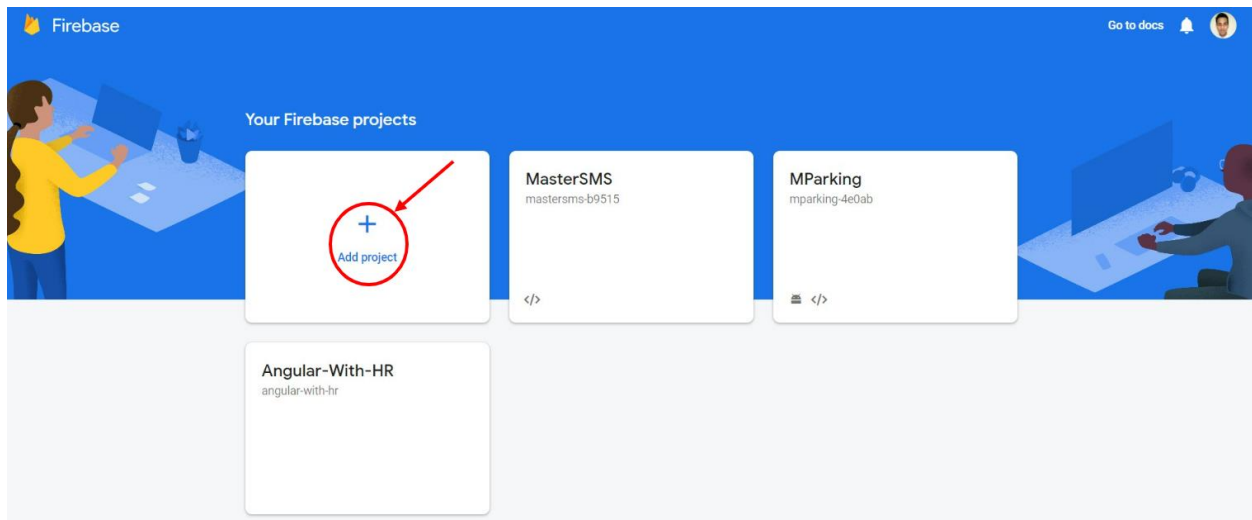 Firebase
Go to docs
Your Firebase projects
Add project
MasterSMS
mastersms-b9515
MParking
mparking-4e0ab
Angular-With-HR
angular-with-hr